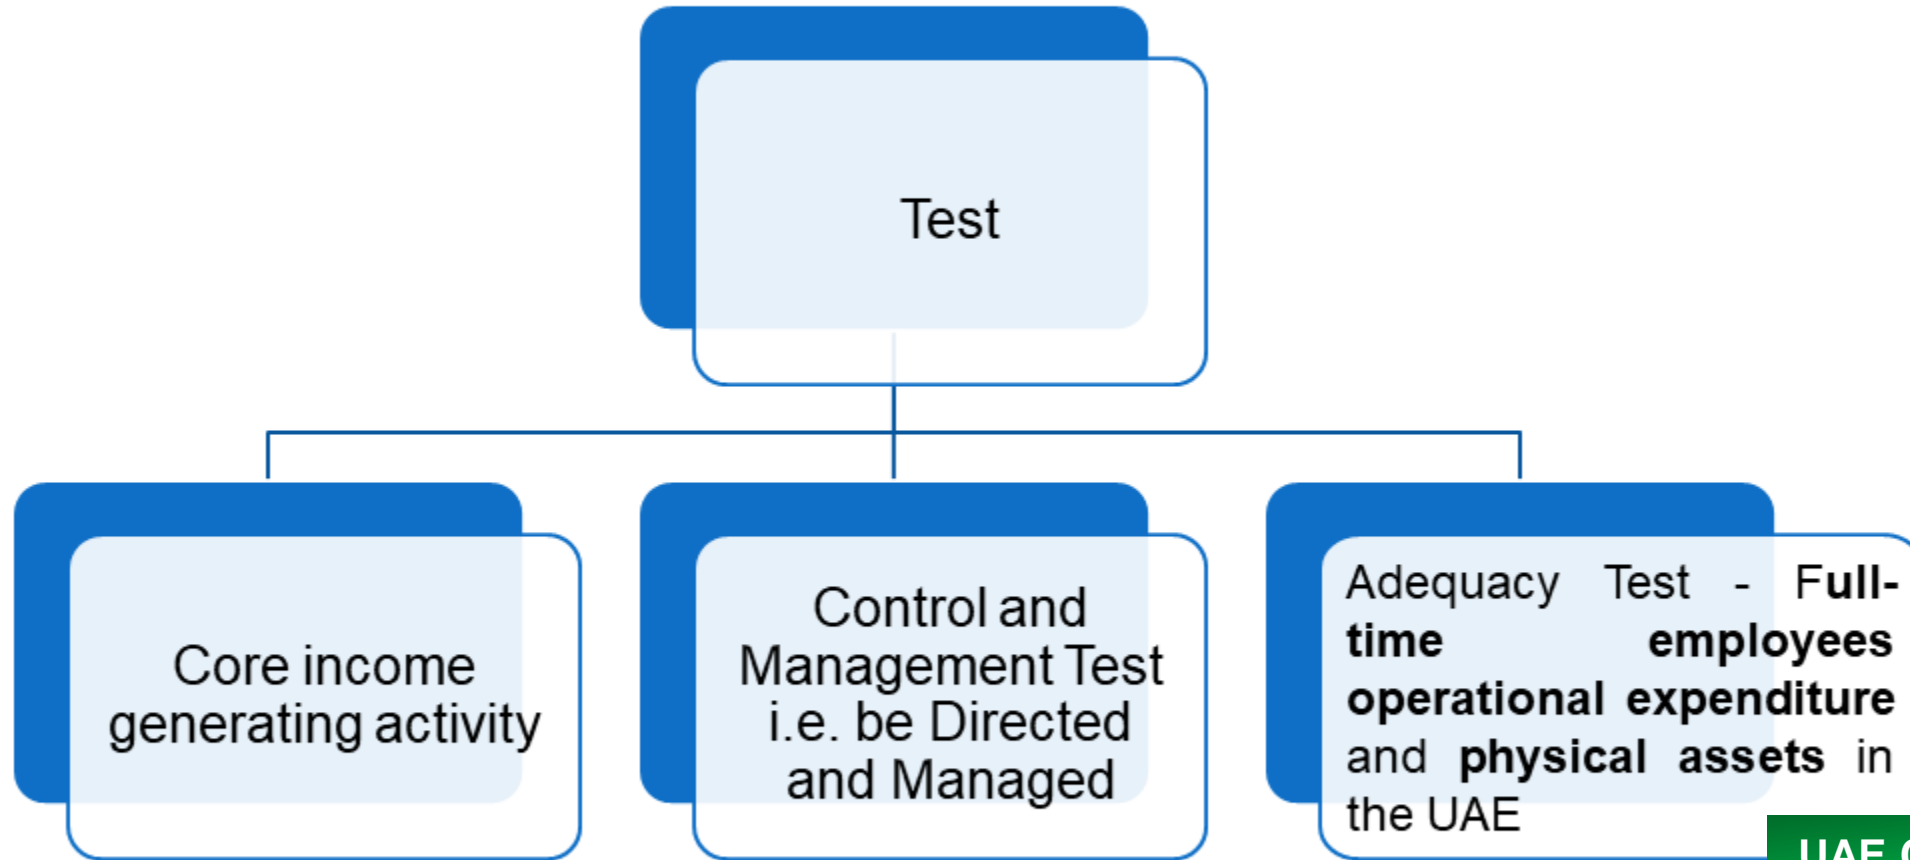 Test
Core income
generating activity
Control and
Management Test
i.e. be Directed
and Managed
Adequacy Test - Full-
time employees
operational expenditure
and physical assets in
the UAE
UAE